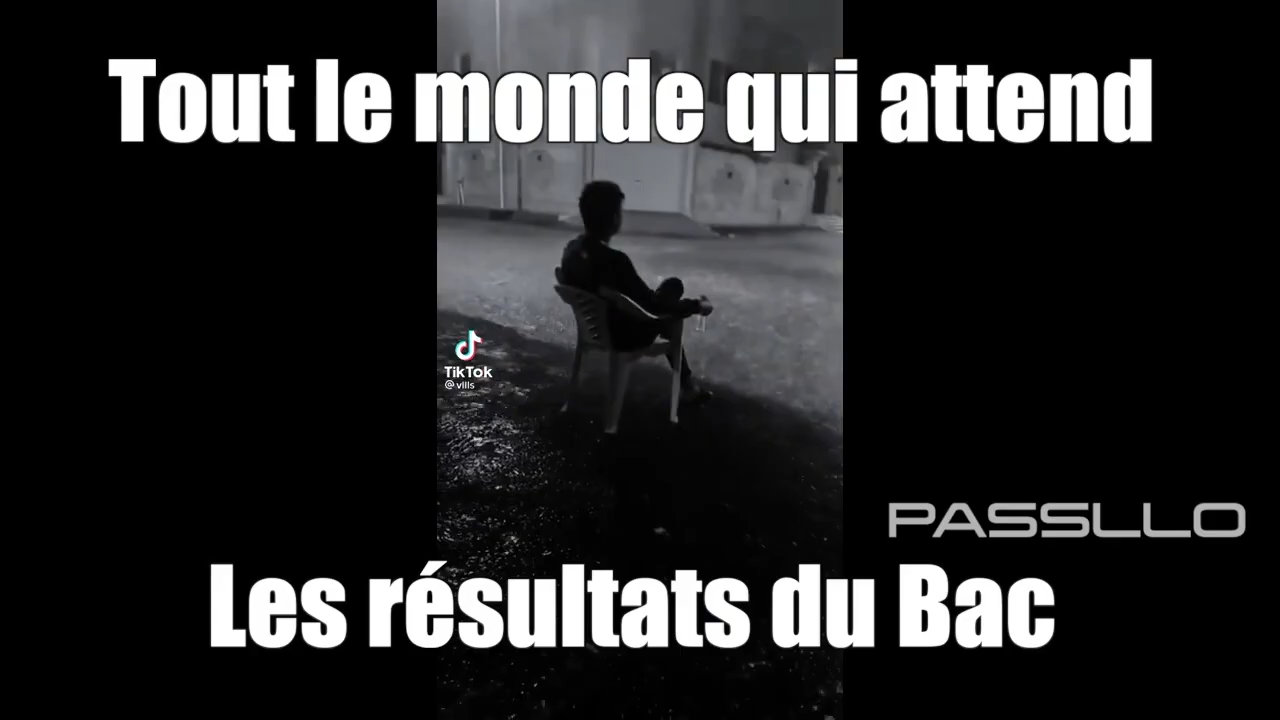 Tout le monde qui attend
TikTok
@vills
PASSLLO
Les résultats du Bac